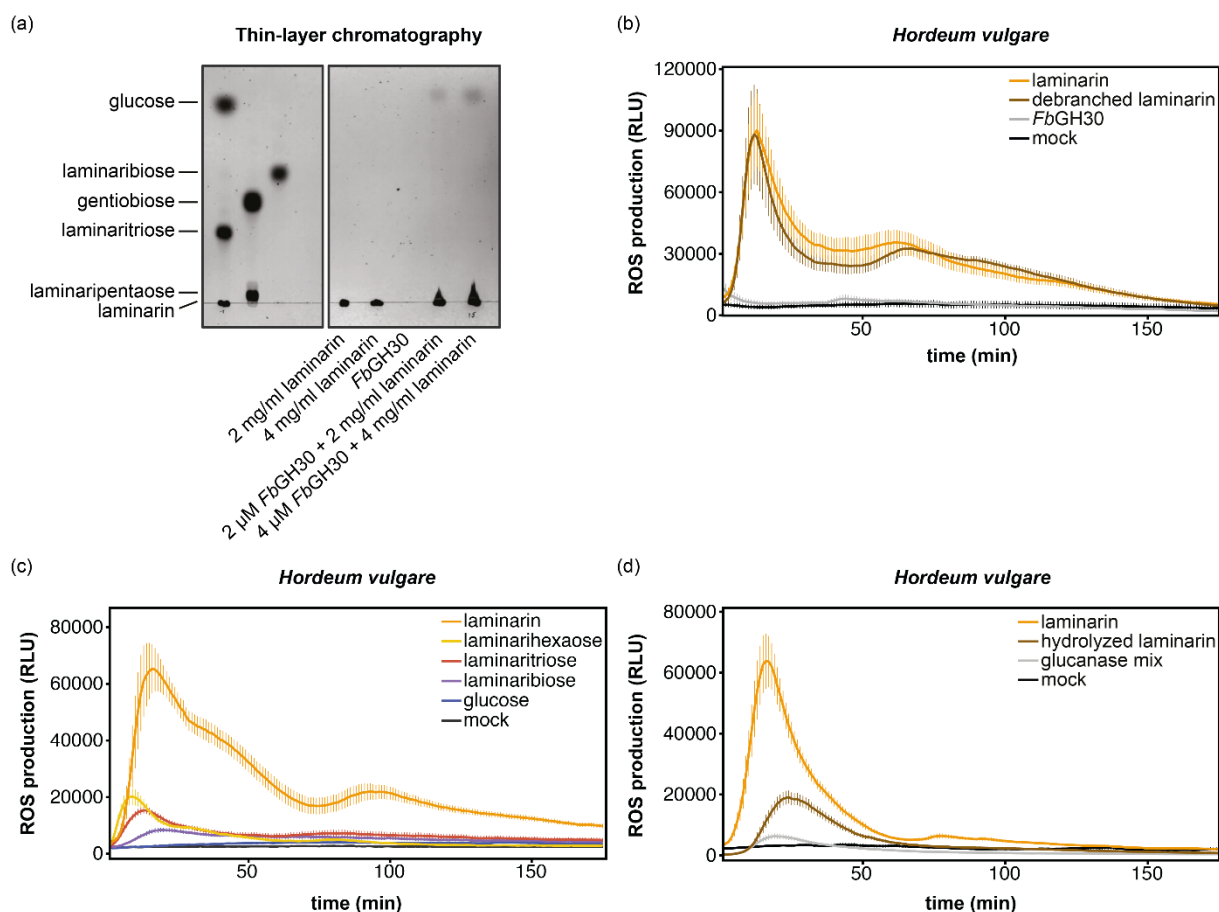 (a)
Thin-layer chromatography
glucose
laminaribiose
gentiobiose
laminaritriose
laminaripentaose
laminarin
2 mg/ml laminarin
4 mg/ml laminarin
FbGH30
2 µM FbGH30 + 2 mg/ml laminarin
4 µM FbGH30 + 4 mg/ml laminarin
(b)
Hordeum vulgare
ROS production (RLU)
120000
90000
60000
30000
0
50
100
150
time (min)
laminarin
debranched laminarin
FbGH30
mock
(c)
Hordeum vulgare
ROS production (RLU)
80000
60000
40000
20000
0
50
100
150
time (min)
laminarin
laminarihexaose
laminaritriose
laminaribiose
glucose
mock
(d)
Hordeum vulgare
ROS production (RLU)
80000
60000
40000
20000
0
50
100
150
time (min)
laminarin
hydrolyzed laminarin
glucanase mix
mock